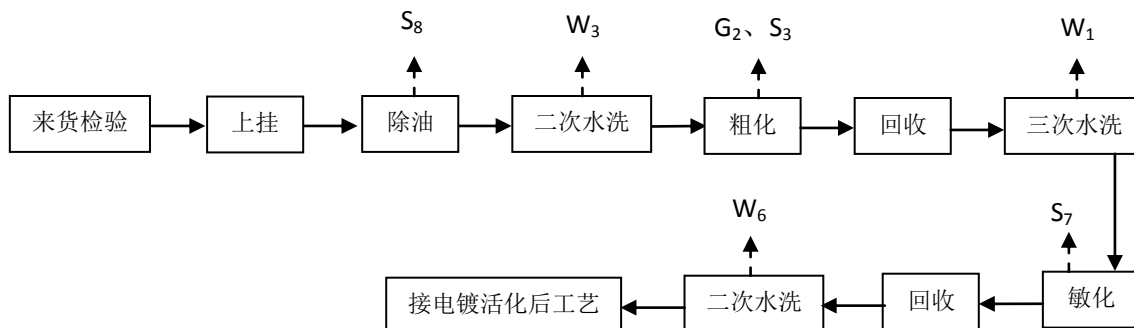 S₈
W₃
G₂、S₃
W₁
来货检验
上挂
除油
二次水洗
粗化
回收
三次水洗
W₆
S₇
接电镀活化后工艺
二次水洗
回收
敏化